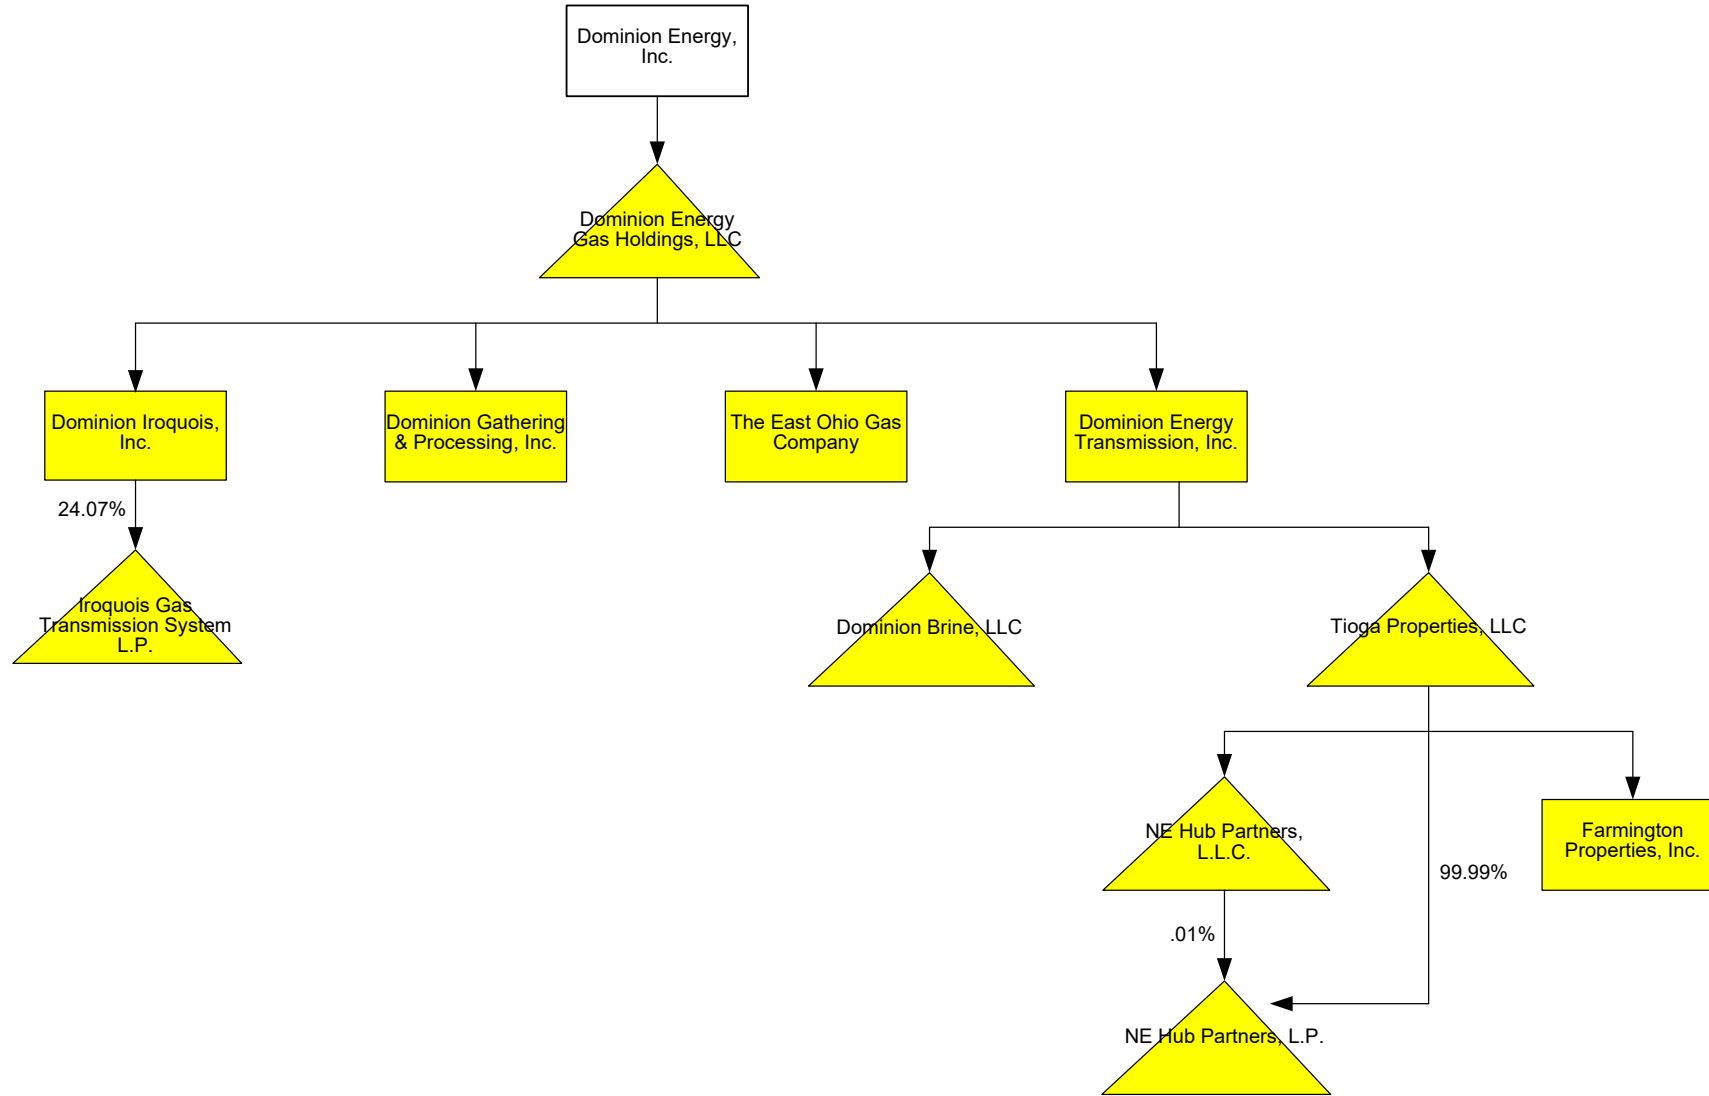 Dominion Energy,
Inc.
Dominion Energy
Gas Holdings, LLC
Dominion Iroquois,
Inc.
Dominion Gathering
& Processing, Inc.
The East Ohio Gas
Company
Dominion Energy
Transmission, Inc.
24.07%
Iroquois Gas
Transmission System
L.P.
Dominion Brine, LLC
Tioga Properties, LLC
NE Hub Partners,
L.L.C.
Farmington
Properties, Inc.
99.99%
.01%
NE Hub Partners, L.P.